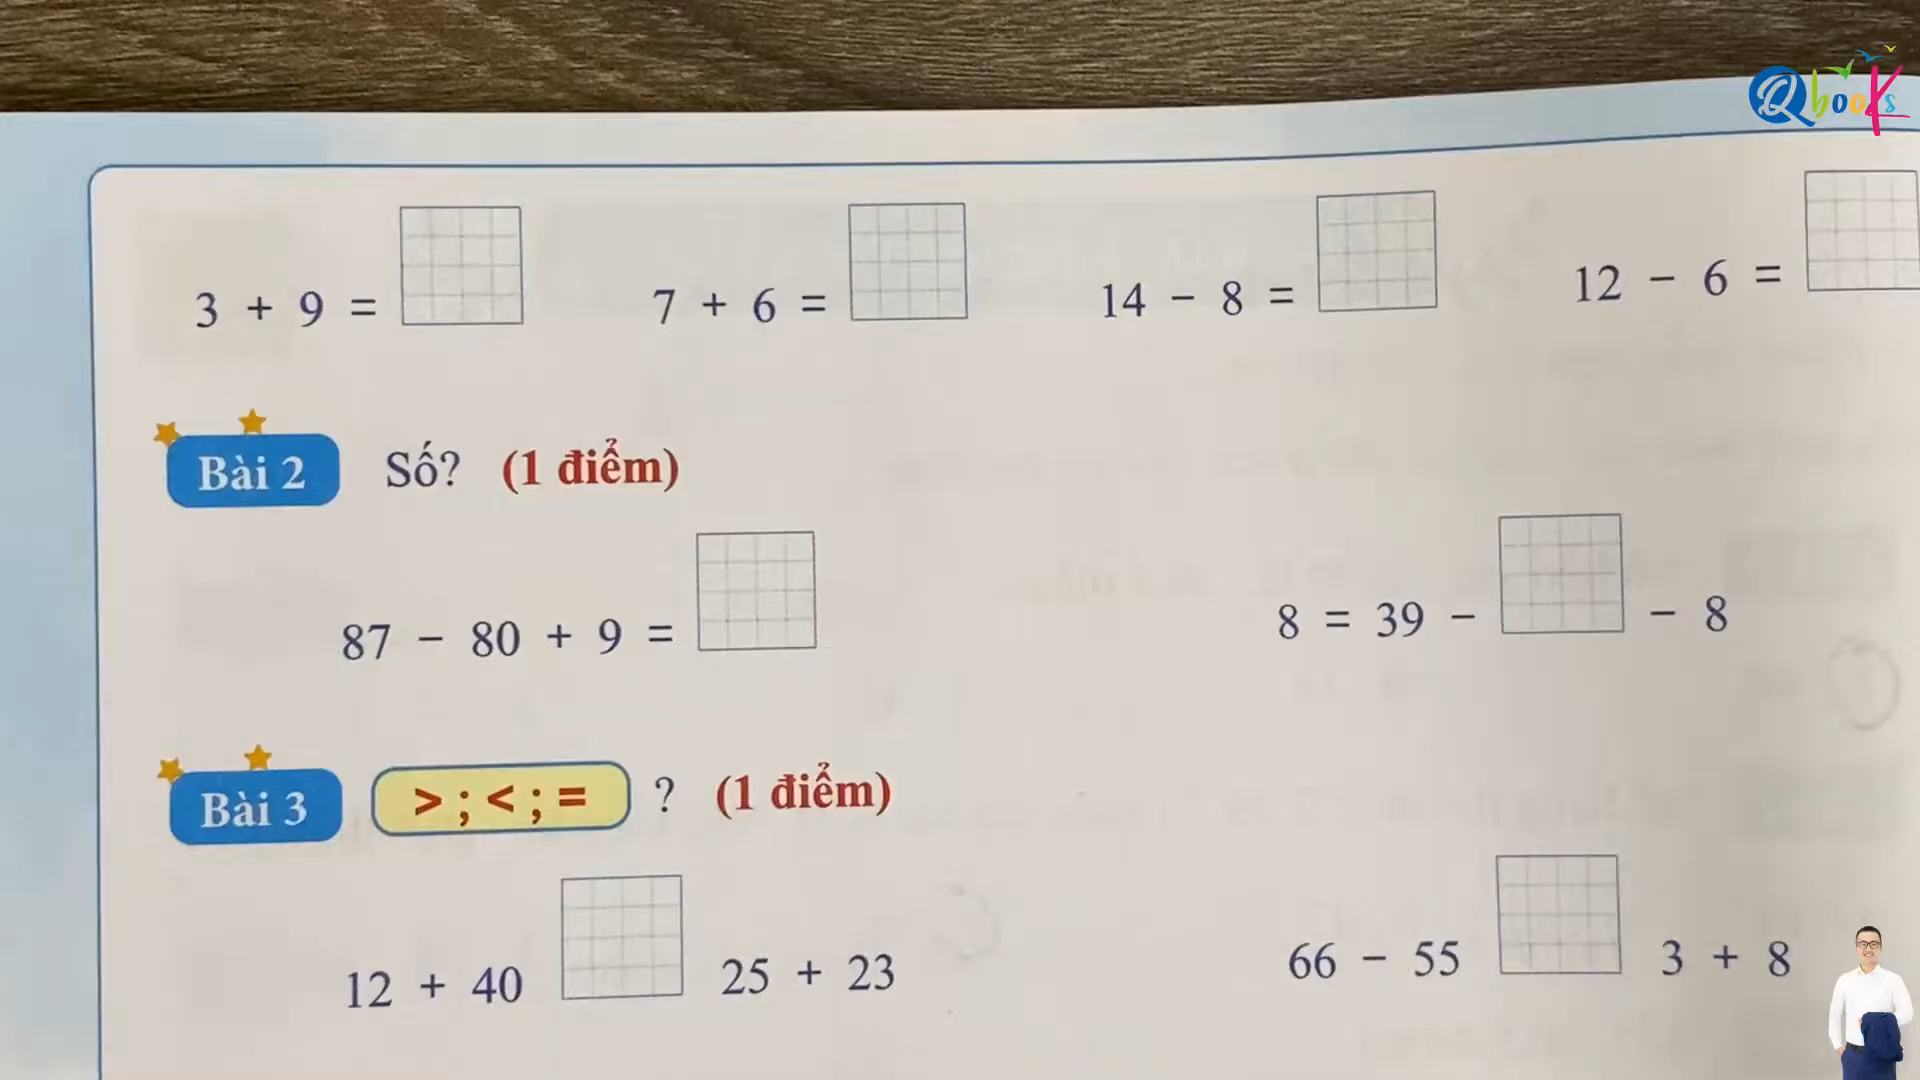 Qbooks
3 + 9 = 7 + 6 = 14 - 8 = 12 - 6 =
Bài 2 Số? (1 điểm)
87 - 80 + 9 = 8 = 39 - - 8
Bài 3 > ; < ; = ? (1 điểm)
12 + 40 25 + 23 66 - 55 3 + 8